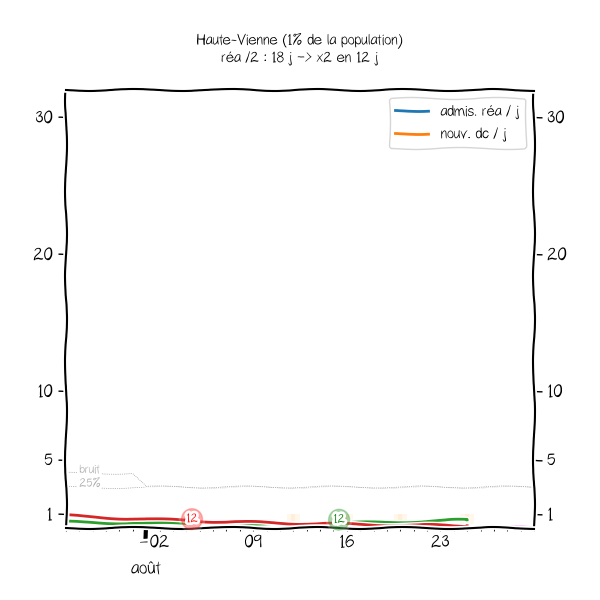 Haute-Vienne (1% de la population)
réa /2 : 18 j -> x2 en 12 j
admis. réa / j
nouv. dc / j
30
30
20
20
10
10
5
5
bruit
25%
1
12
12
1
-02
09
16
23
août